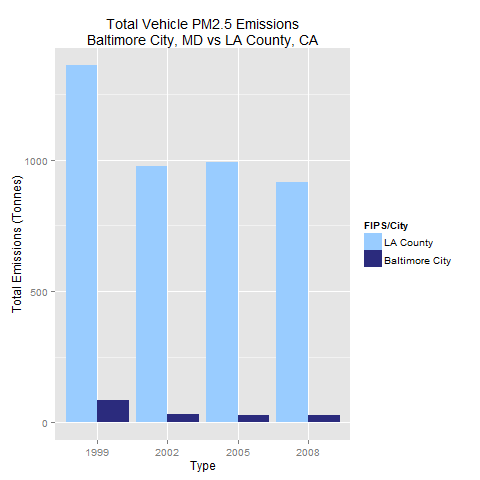 Total Vehicle PM2.5 Emissions
Baltimore City, MD vs LA County, CA
Total Emissions (Tonnes)
1000
500
0
1999 2002 2005 2008
Type
FIPS/City
LA County
Baltimore City